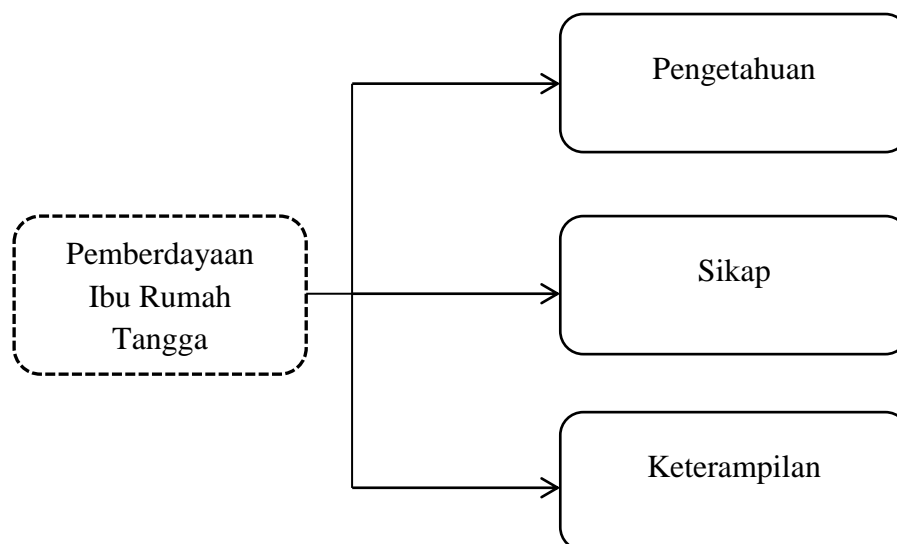 Pengetahuan
Pemberdayaan
Ibu Rumah
Tangga
Sikap
Keterampilan